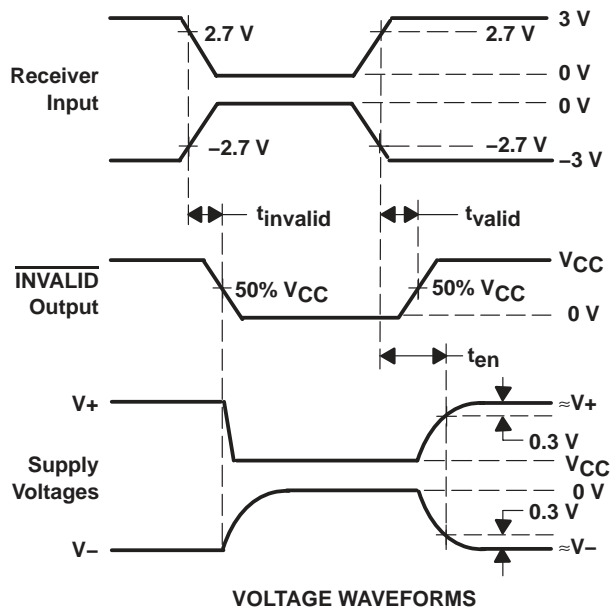 3 V
2.7 V
2.7 V
Receiver
Input
0 V
0 V
−2.7 V
−2.7 V
−3 V
tinvalid
tvalid
INVALID
Output
VCC
50% VCC
50% VCC
0 V
ten
V+
≈V+
0.3 V
Supply
Voltages
VCC
0 V
0.3 V
V−
≈V−
VOLTAGE WAVEFORMS